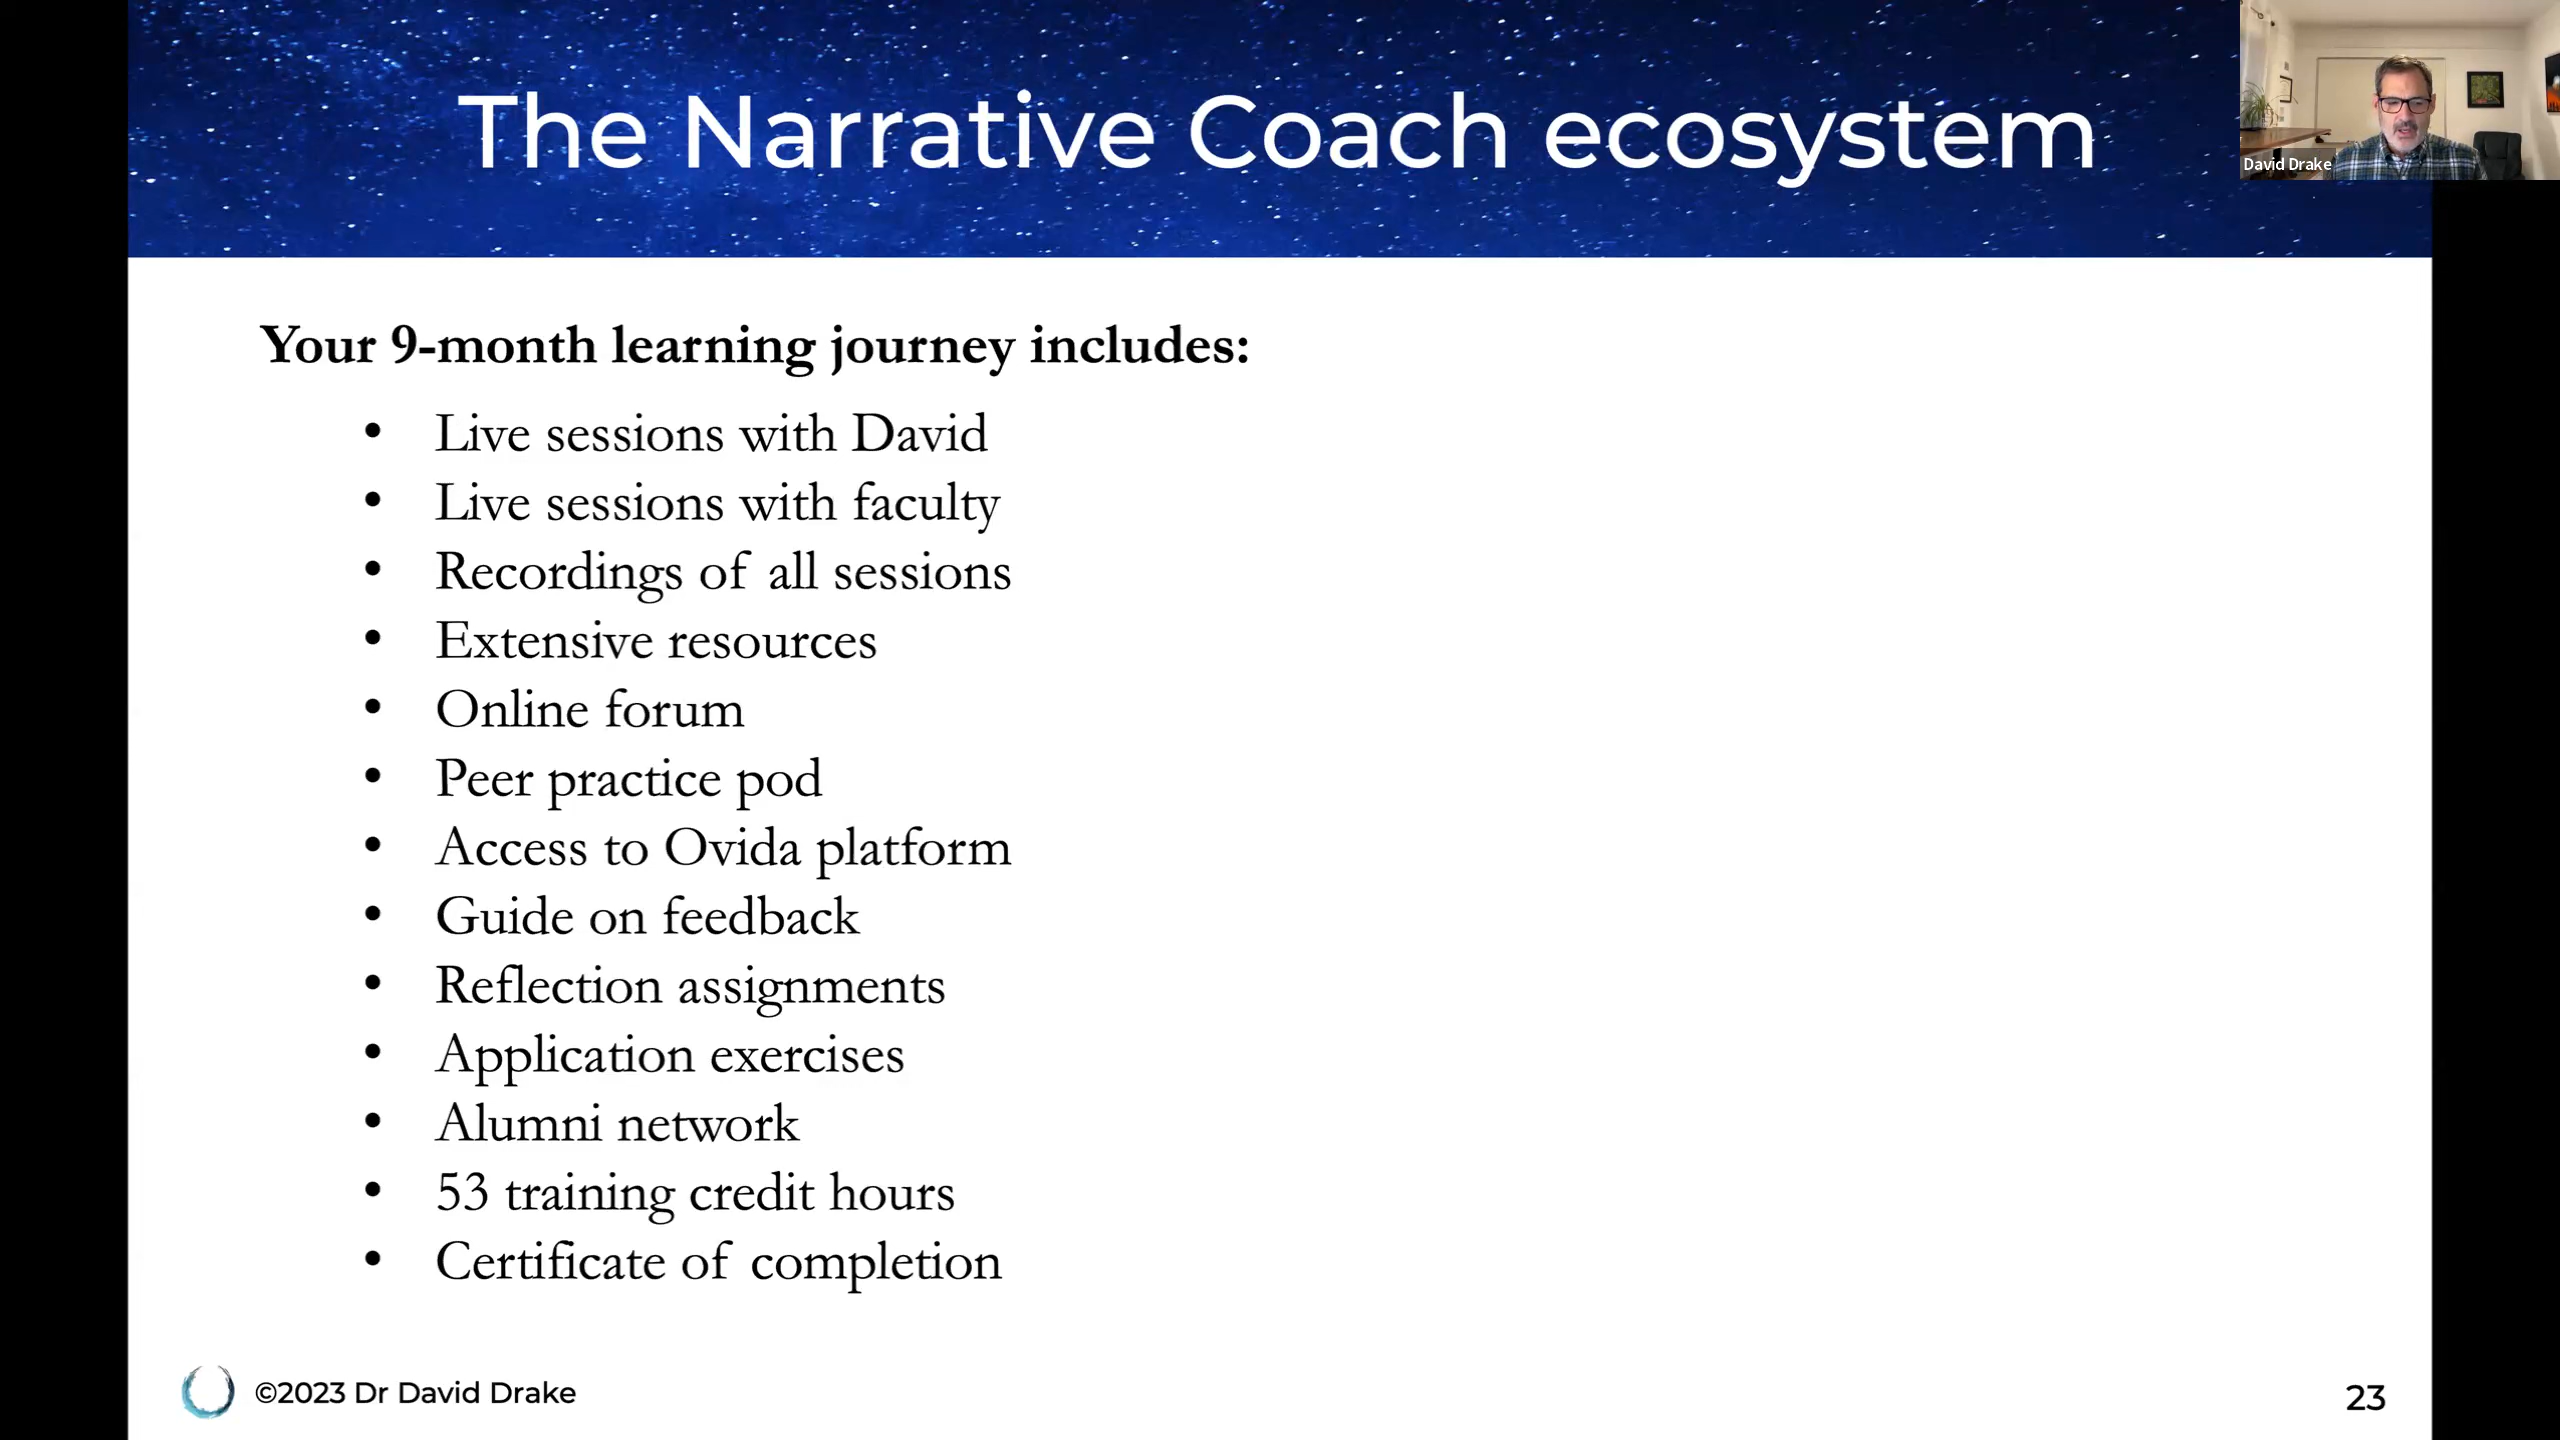 The Narrative Coach ecosystem
David Drake
Your 9-month learning journey includes:
• Live sessions with David
• Live sessions with faculty
• Recordings of all sessions
• Extensive resources
• Online forum
• Peer practice pod
• Access to Ovida platform
• Guide on feedback
• Reflection assignments
• Application exercises
• Alumni network
• 53 training credit hours
• Certificate of completion
©2023 Dr David Drake
23